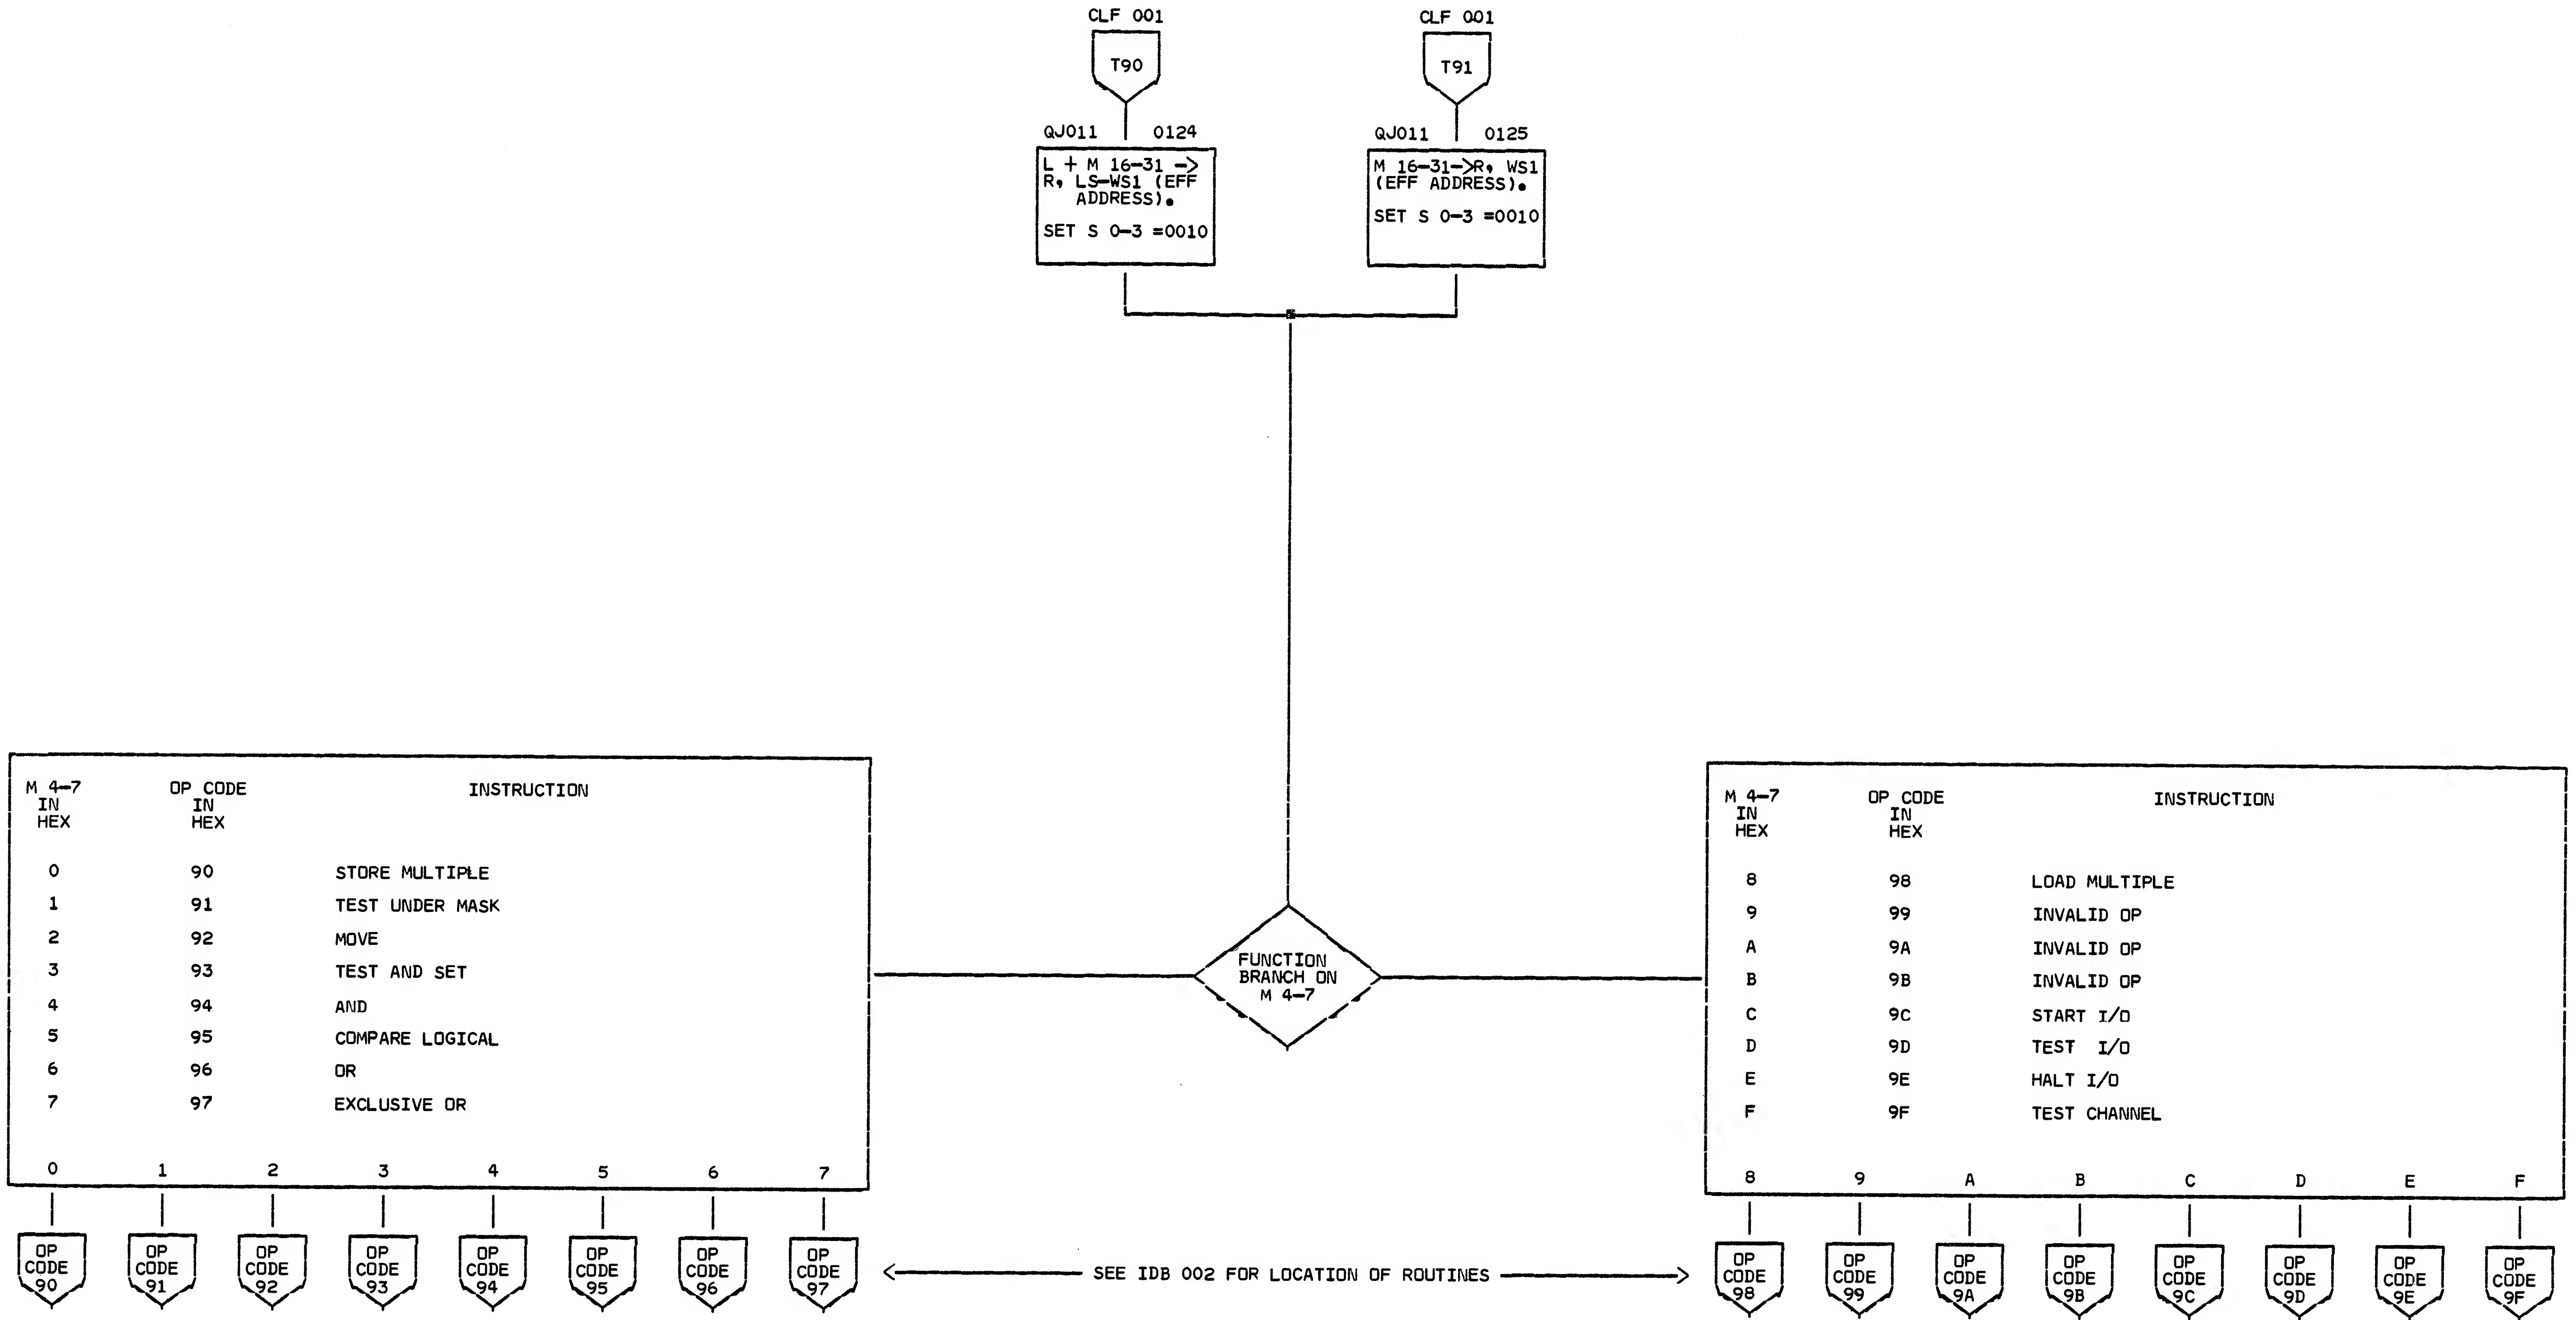 CLF 001
T90
QJ011 0124
L + M 16-31 ->
R, LS-WS1 (EFF
ADDRESS).
SET S 0-3 =0010
CLF 001
T91
QJ011 0125
M 16-31->R, WS1
(EFF ADDRESS).
SET S 0-3 =0010
FUNCTION
BRANCH ON
M 4-7
M 4-7 OP CODE INSTRUCTION
IN IN
HEX HEX
0 90 STORE MULTIPLE
1 91 TEST UNDER MASK
2 92 MOVE
3 93 TEST AND SET
4 94 AND
5 95 COMPARE LOGICAL
6 96 OR
7 97 EXCLUSIVE OR
0 1 2 3 4 5 6 7
M 4-7 OP CODE INSTRUCTION
IN IN
HEX HEX
8 98 LOAD MULTIPLE
9 99 INVALID OP
A 9A INVALID OP
B 9B INVALID OP
C 9C START I/O
D 9D TEST I/O
E 9E HALT I/O
F 9F TEST CHANNEL
8 9 A B C D E F
OP CODE 90
OP CODE 91
OP CODE 92
OP CODE 93
OP CODE 94
OP CODE 95
OP CODE 96
OP CODE 97
<———— SEE IDB 002 FOR LOCATION OF ROUTINES ————>
OP CODE 98
OP CODE 99
OP CODE 9A
OP CODE 9B
OP CODE 9C
OP CODE 9D
OP CODE 9E
OP CODE 9F